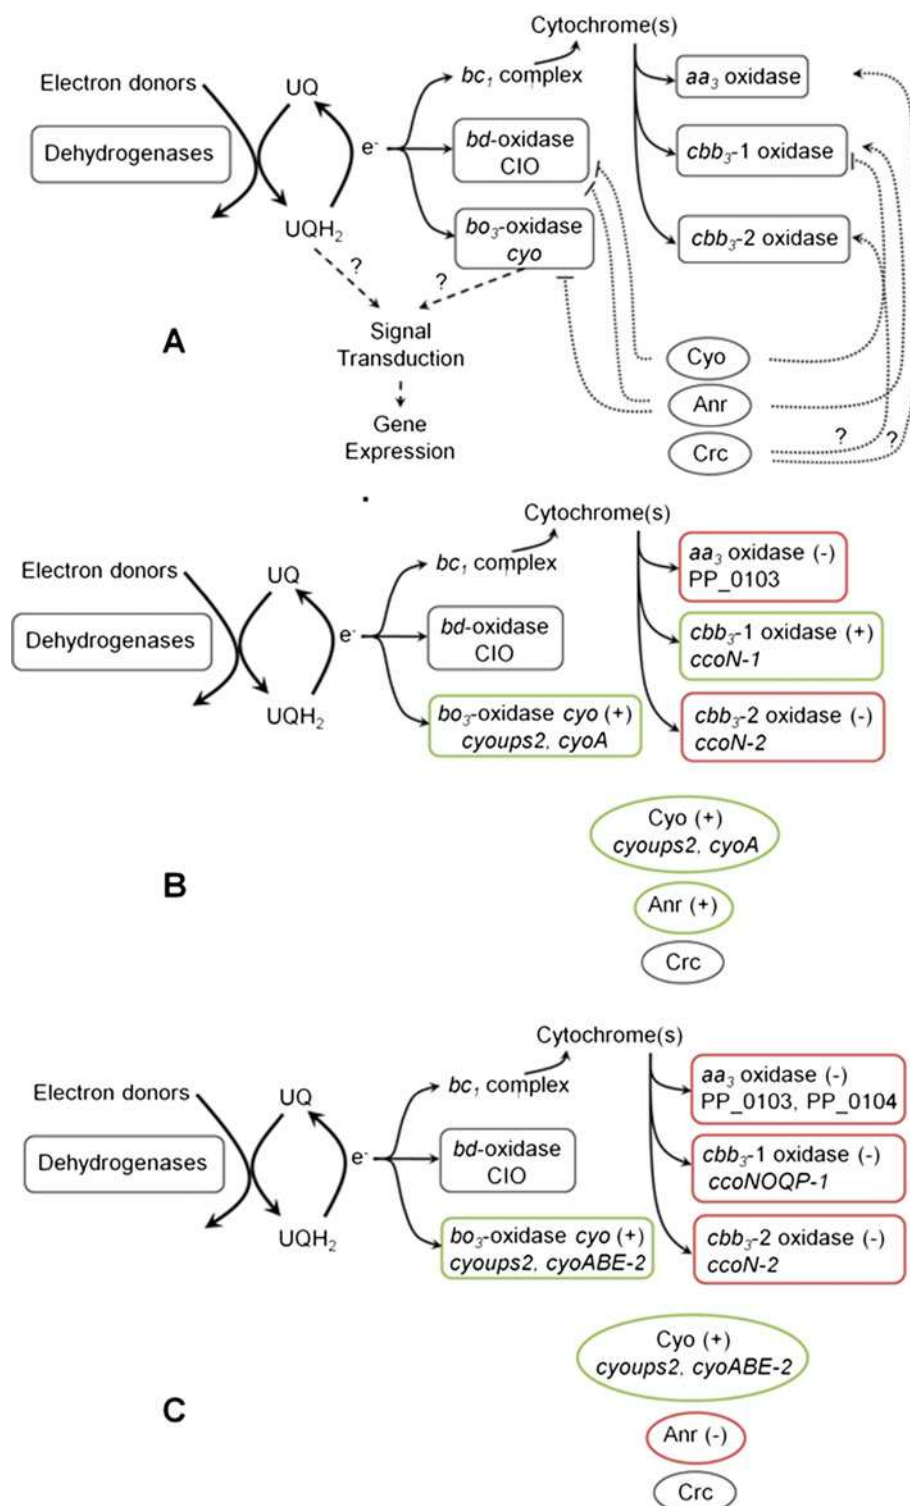 Cytochrome(s)
Electron donors
UQ
bc1 complex
aa3 oxidase
Dehydrogenases
e-
bd-oxidase
CIO
cbb3-1 oxidase
UQH2
bo3-oxidase
cyo
cbb3-2 oxidase
?
?
A
Signal
Transduction
Gene
Expression
Cyo
Anr
Crc
?
?
Cytochrome(s)
Electron donors
UQ
bc1 complex
aa3 oxidase (-)
PP_0103
Dehydrogenases
e-
bd-oxidase
CIO
cbb3-1 oxidase (+)
ccoN-1
UQH2
bo3-oxidase cyo (+)
cyoups2, cyoA
cbb3-2 oxidase (-)
ccoN-2
B
Cyo (+)
cyoups2, cyoA
Anr (+)
Crc
Cytochrome(s)
Electron donors
UQ
bc1 complex
aa3 oxidase (-)
PP_0103, PP_0104
Dehydrogenases
e-
bd-oxidase
CIO
cbb3-1 oxidase (-)
ccoNOQP-1
UQH2
bo3-oxidase cyo (+)
cyoups2, cyoABE-2
cbb3-2 oxidase (-)
ccoN-2
C
Cyo (+)
cyoups2, cyoABE-2
Anr (-)
Crc